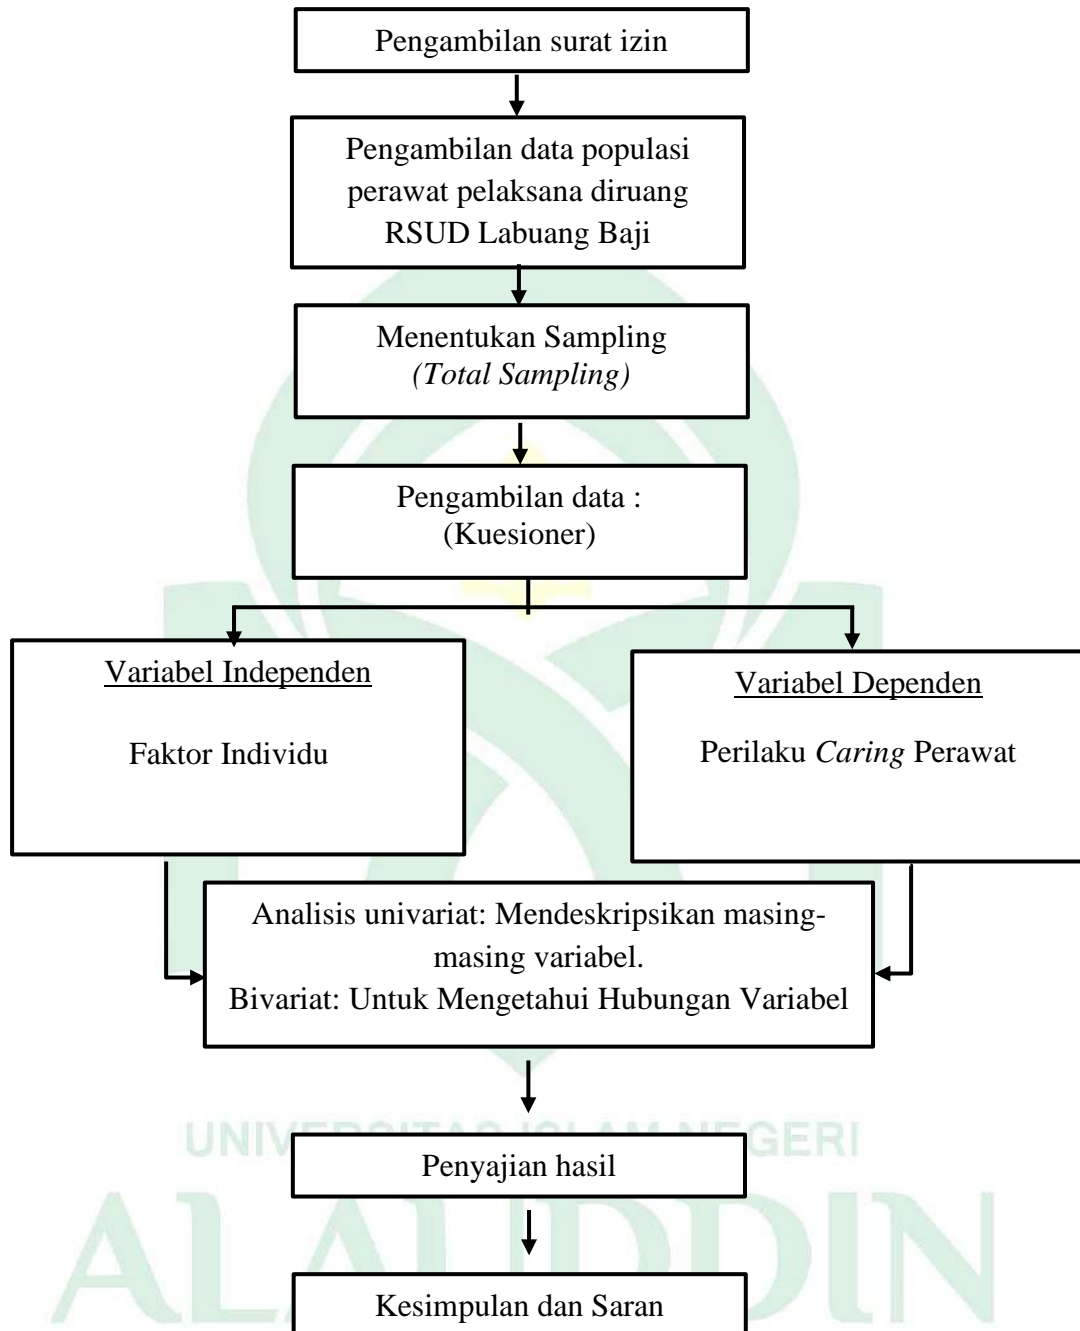 Pengambilan surat izin
Pengambilan data populasi
perawat pelaksana diruang
RSUD Labuang Baji
Menentukan Sampling
(Total Sampling)
Pengambilan data :
(Kuesioner)
Variabel Independen
Faktor Individu
Variabel Dependen
Perilaku Caring Perawat
Analisis univariat: Mendeskripsikan masing-
masing variabel.
Bivariat: Untuk Mengetahui Hubungan Variabel
UNIVERSITAS ISLAM NEGERI
Penyajian hasil
ALAUDDIN
Kesimpulan dan Saran